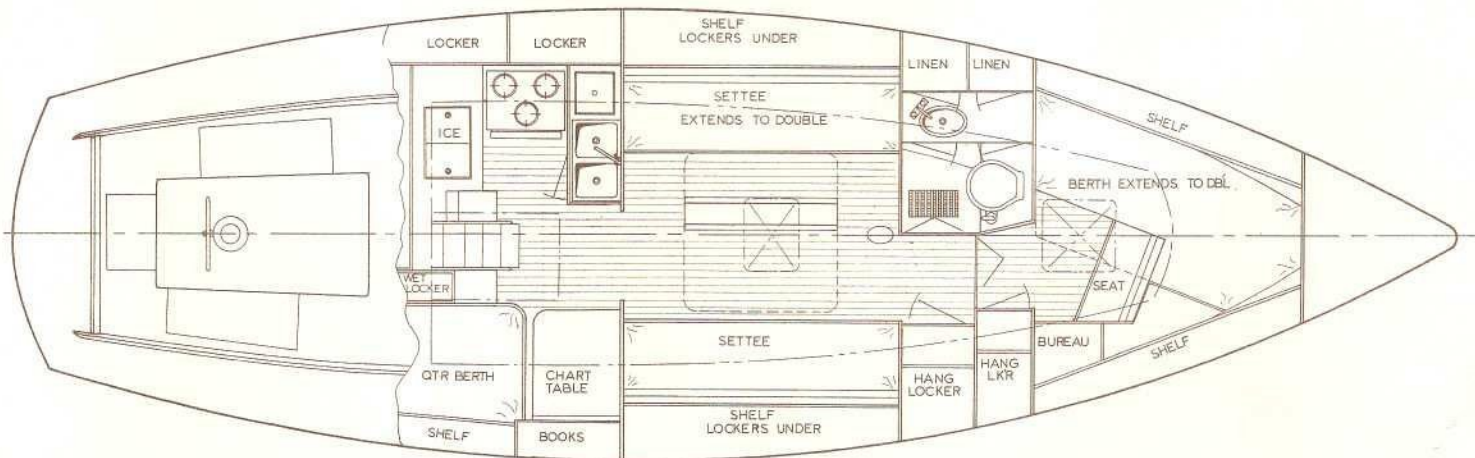 LOCKER
LOCKER
SHELF
LOCKERS UNDER
LINEN
LINEN
SETTEE
EXTENDS TO DOUBLE
ICE
SHELF
BERTH EXTENDS TO DBL
WET
LOCKER
SEAT
QTR BERTH
CHART
TABLE
SETTEE
HANG
LOCKER
HANG
LK'R
BUREAU
SHELF
SHELF
BOOKS
SHELF
LOCKERS UNDER